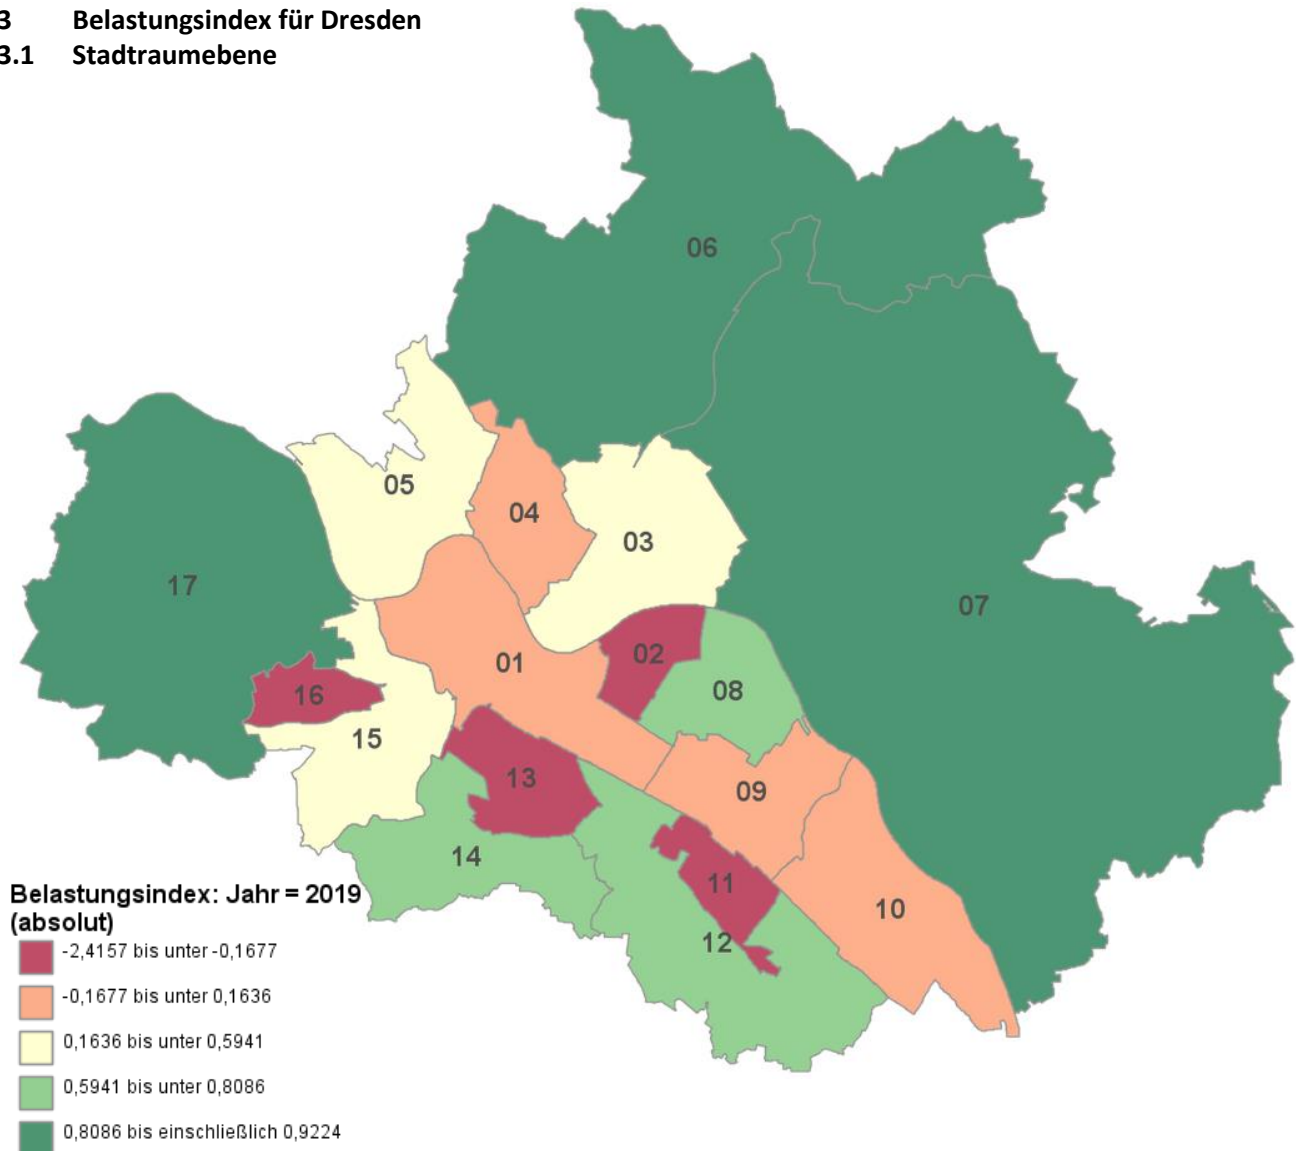 3 Belastungsindex für Dresden
3.1 Stadtraumebene
06
05
04
03
17
07
01
02
16
08
15
13
09
14
11
10
12
Belastungsindex: Jahr = 2019
(absolut)
-2,4157 bis unter -0,1677
-0,1677 bis unter 0,1636
0,1636 bis unter 0,5941
0,5941 bis unter 0,8086
0,8086 bis einschließlich 0,9224